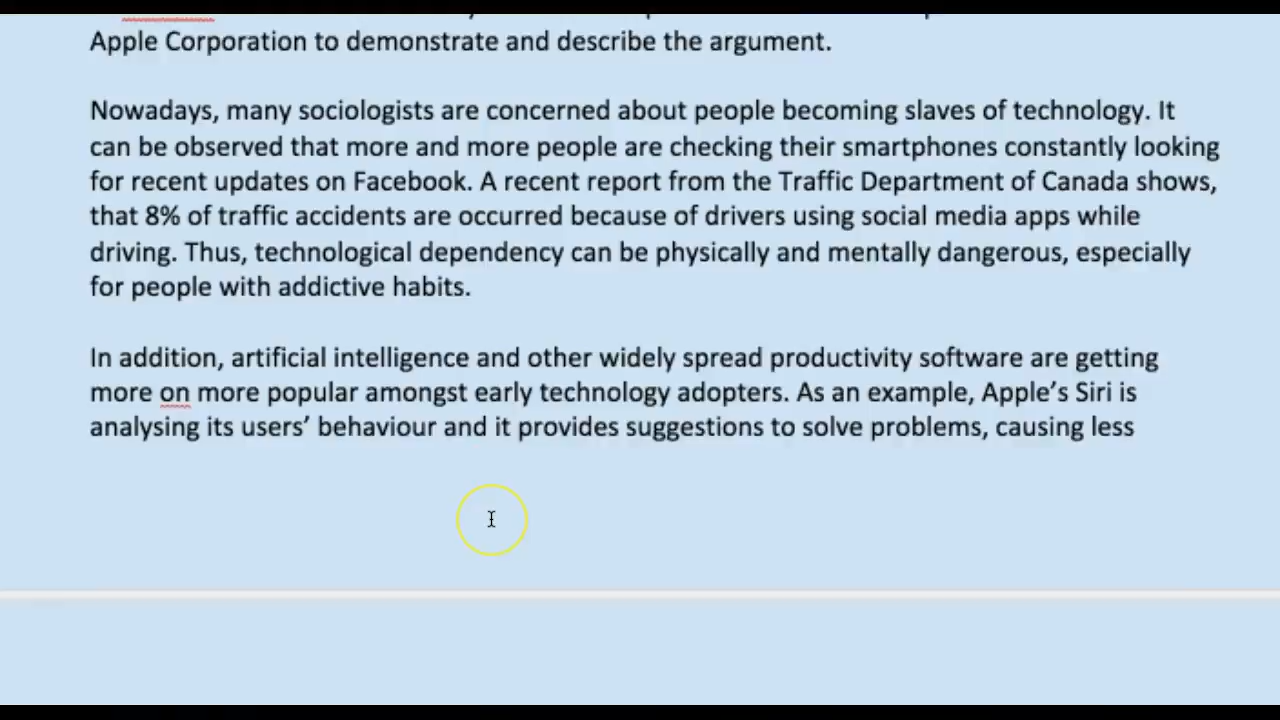 Apple Corporation to demonstrate and describe the argument.
Nowadays, many sociologists are concerned about people becoming slaves of technology. It
can be observed that more and more people are checking their smartphones constantly looking
for recent updates on Facebook. A recent report from the Traffic Department of Canada shows,
that 8% of traffic accidents are occurred because of drivers using social media apps while
driving. Thus, technological dependency can be physically and mentally dangerous, especially
for people with addictive habits.
In addition, artificial intelligence and other widely spread productivity software are getting
more on more popular amongst early technology adopters. As an example, Apple’s Siri is
analysing its users’ behaviour and it provides suggestions to solve problems, causing less